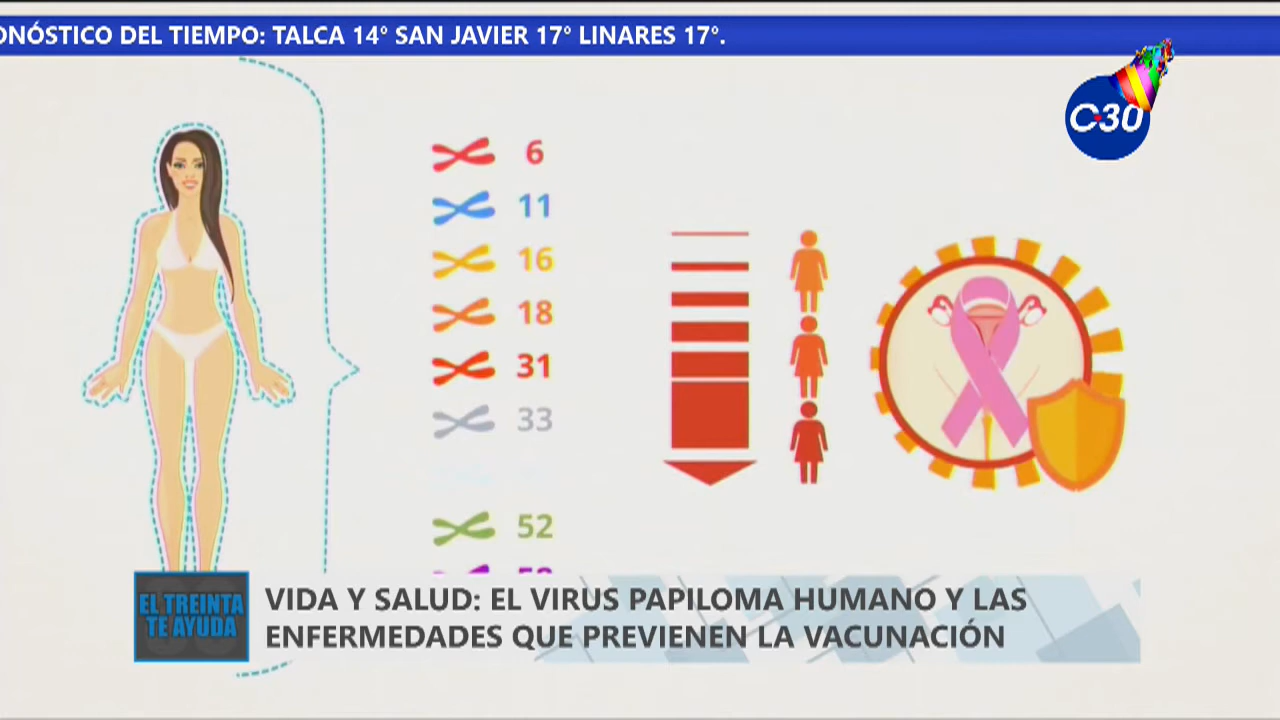 ONÓSTICO DEL TIEMPO: TALCA 14° SAN JAVIER 17° LINARES 17°.
C30
6
11
16
18
31
33
52
58
EL TREINTA
TE AYUDA
VIDA Y SALUD: EL VIRUS PAPILOMA HUMANO Y LAS
ENFERMEDADES QUE PREVIENEN LA VACUNACIÓN